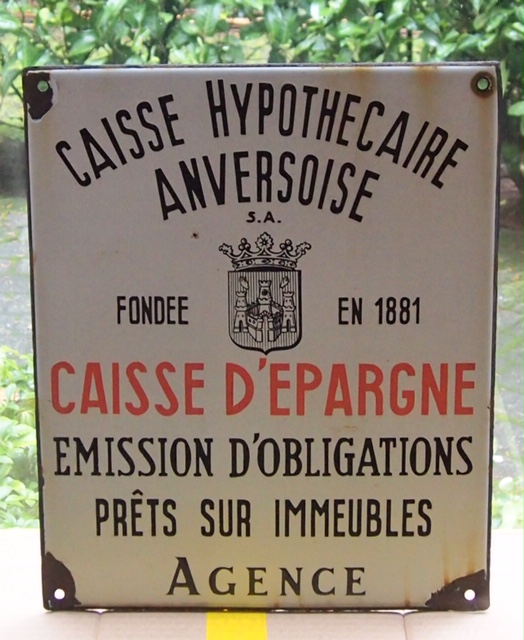 CAISSE HYPOTHECAIRE
ANVERSOISE
S.A.
FONDEE EN 1881
CAISSE D'EPARGNE
EMISSION D'OBLIGATIONS
PRÊTS SUR IMMEUBLES
AGENCE